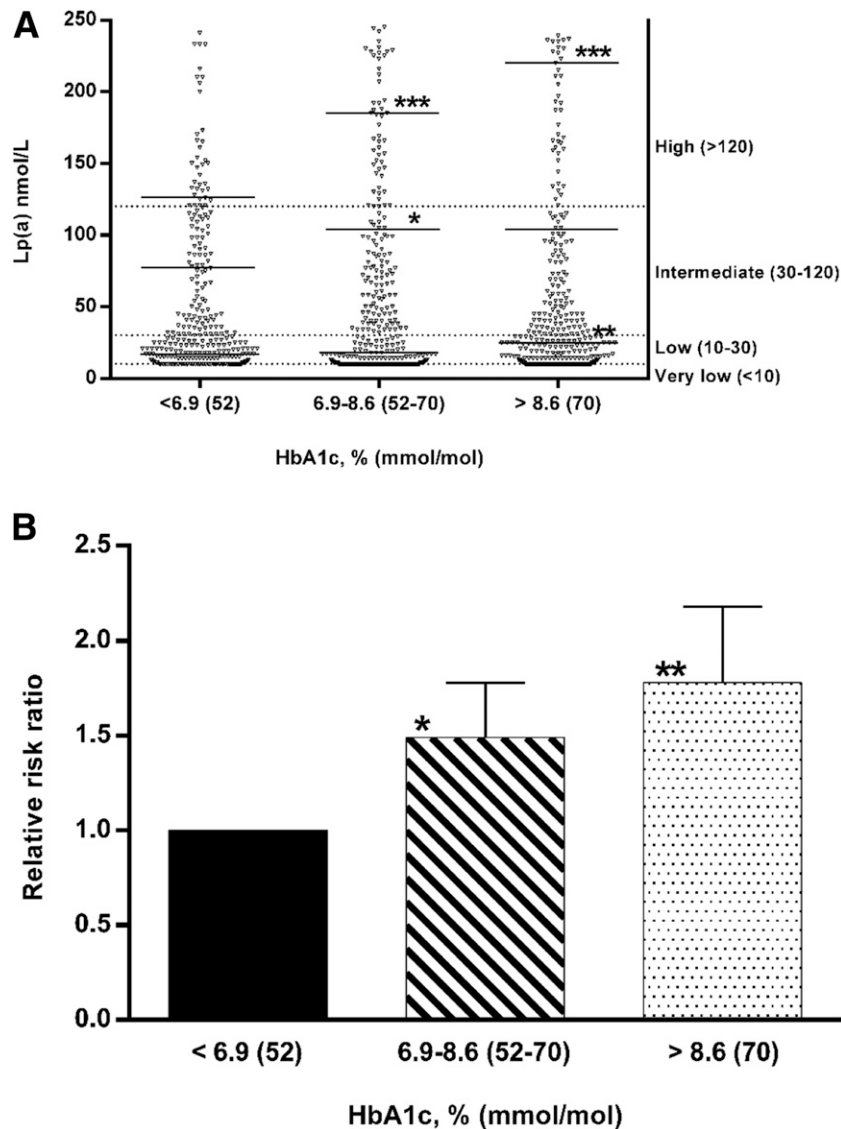 A
Lp(a) nmol/L
250
200
150
100
50
0
***
***
*
**
High (>120)
Intermediate (30-120)
Low (10-30)
Very low (<10)
<6.9 (52)
6.9-8.6 (52-70)
> 8.6 (70)
HbA1c, % (mmol/mol)
B
Relative risk ratio
2.5
2.0
1.5
1.0
0.5
0.0
*
**
< 6.9 (52)
6.9-8.6 (52-70)
> 8.6 (70)
HbA1c, % (mmol/mol)